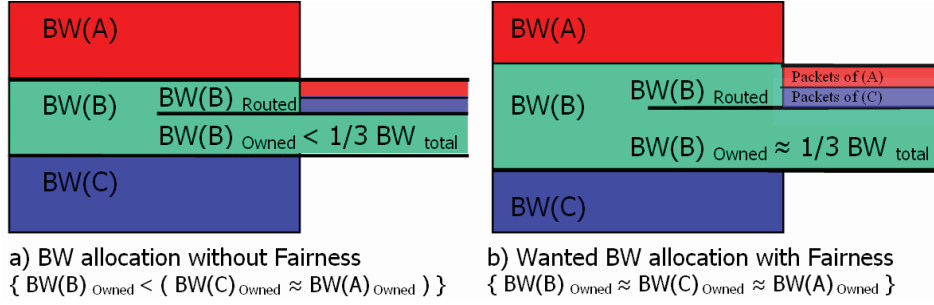 BW(A)
BW(B)
BW(B) Routed
BW(B) Owned < 1/3 BW total
BW(C)
a) BW allocation without Fairness
{ BW(B) Owned < ( BW(C) Owned ≈ BW(A) Owned ) }
BW(A)
Packets of (A)
BW(B)
BW(B) Routed
Packets of (C)
BW(B) Owned ≈ 1/3 BW total
BW(C)
b) Wanted BW allocation with Fairness
{ BW(B) Owned ≈ BW(C) Owned ≈ BW(A) Owned }